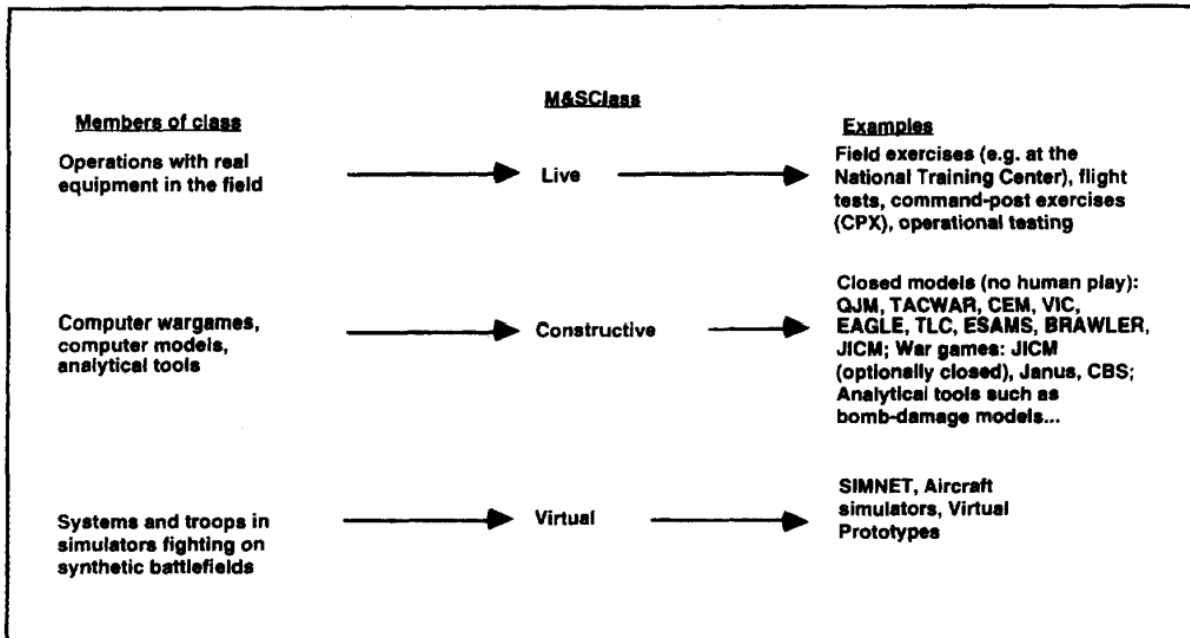 M&SClass
Members of class
Examples
Operations with real
equipment in the field
Live
Field exercises (e.g. at the
National Training Center), flight
tests, command-post exercises
(CPX), operational testing
Computer wargames,
computer models,
analytical tools
Constructive
Closed models (no human play):
QJM, TACWAR, CEM, VIC,
EAGLE, TLC, ESAMS, BRAWLER,
JICM; War games: JICM
(optionally closed), Janus, CBS;
Analytical tools such as
bomb-damage models...
Systems and troops in
simulators fighting on
synthetic battlefields
Virtual
SIMNET, Aircraft
simulators, Virtual
Prototypes